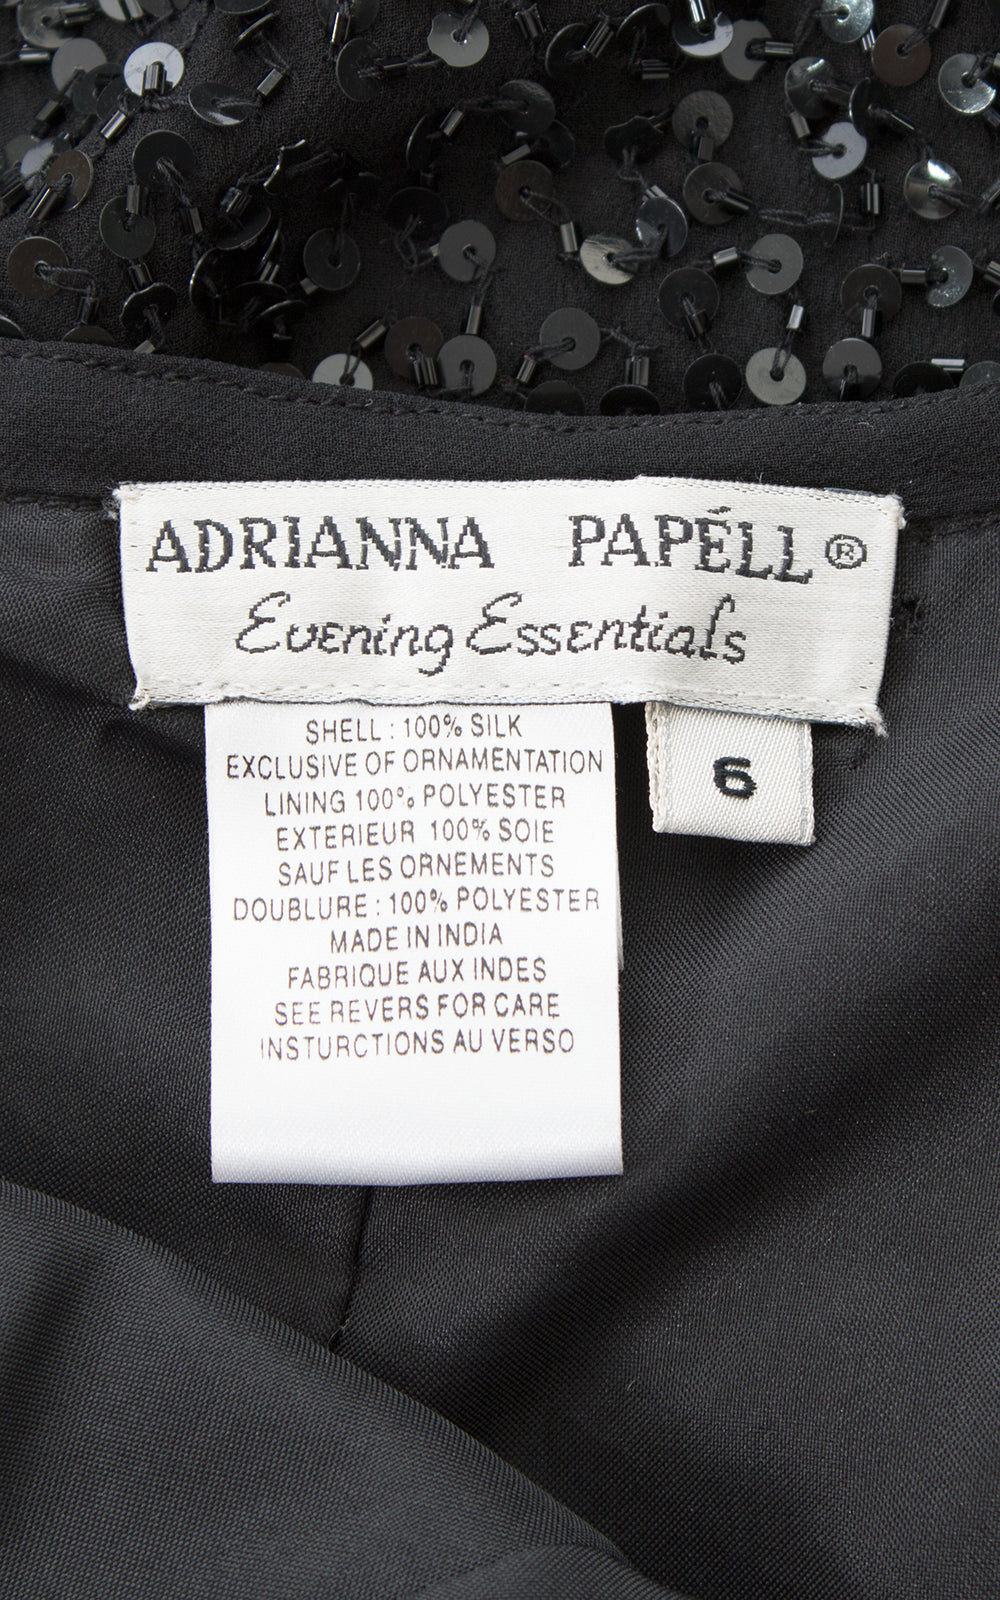 ADRIANNA PAPÉLL®
Evening Essentials
6
SHELL : 100% SILK
EXCLUSIVE OF ORNAMENTATION
LINING 100% POLYESTER
EXTERIEUR 100% SOIE
SAUF LES ORNEMENTS
DOUBLURE : 100% POLYESTER
MADE IN INDIA
FABRIQUE AUX INDES
SEE REVERS FOR CARE
INSTURCTIONS AU VERSO